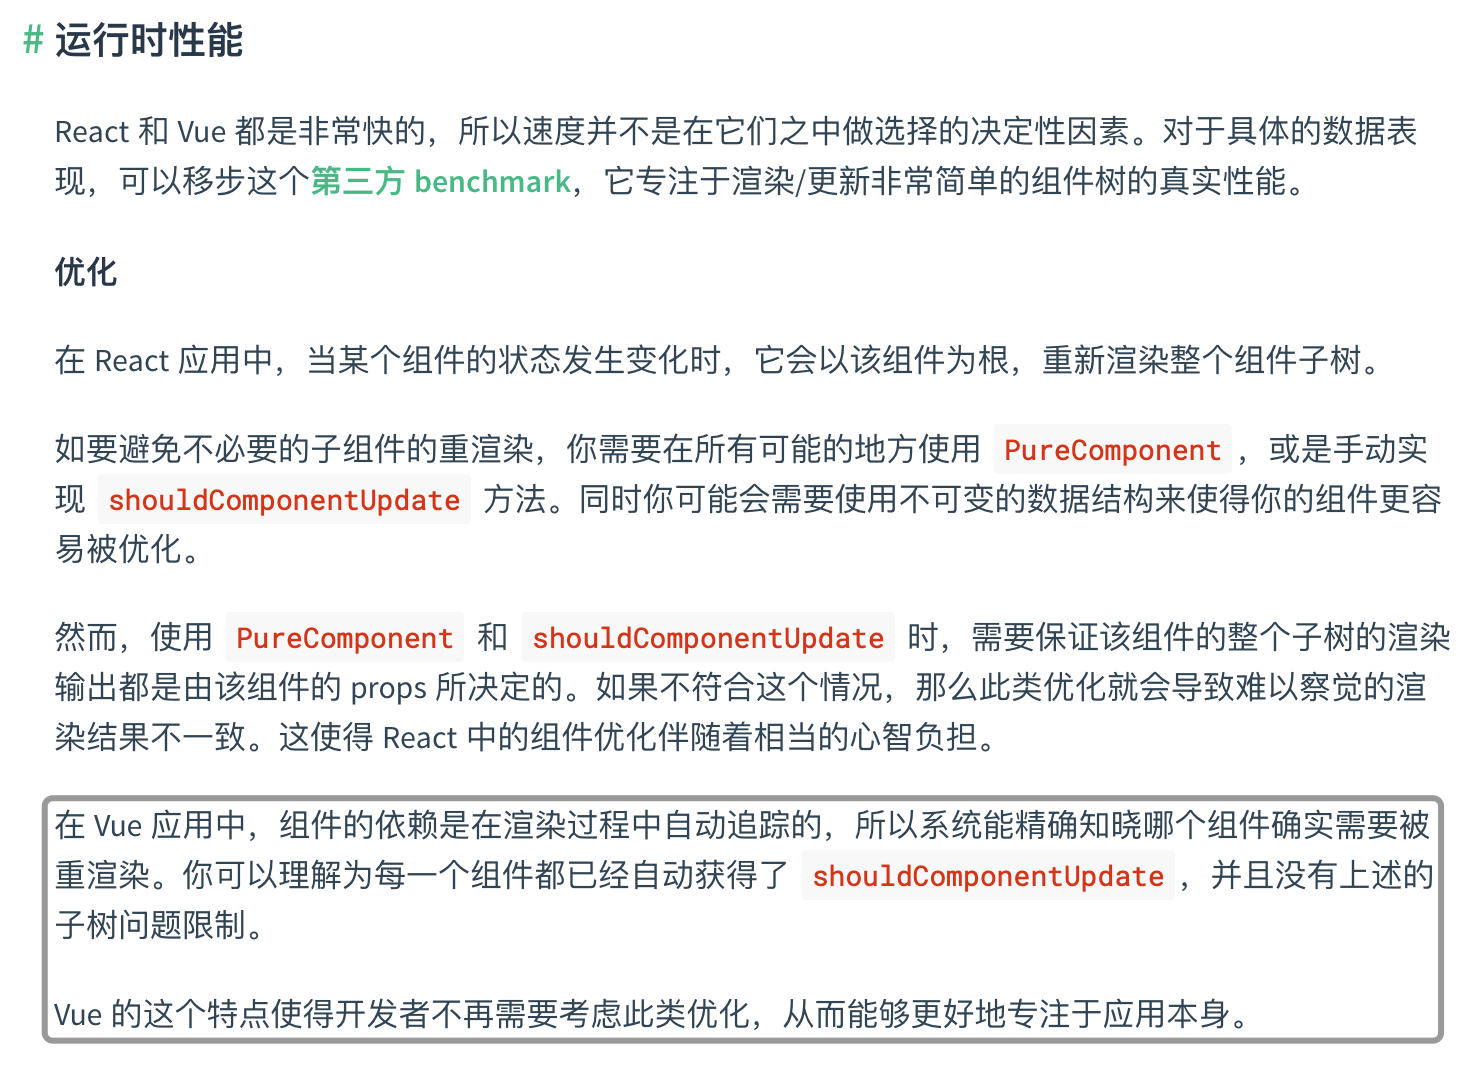 # 运行时性能
React 和 Vue 都是非常快的，所以速度并不是在它们之中做选择的决定性因素。对于具体的数据表
现，可以移步这个第三方 benchmark，它专注于渲染/更新非常简单的组件树的真实性能。
优化
在 React 应用中，当某个组件的状态发生变化时，它会以该组件为根，重新渲染整个组件子树。
如要避免不必要的子组件的重渲染，你需要在所有可能的地方使用 PureComponent ，或是手动实
现 shouldComponentUpdate 方法。同时你可能会需要使用不可变的数据结构来使得你的组件更容
易被优化。
然而，使用 PureComponent 和 shouldComponentUpdate 时，需要保证该组件的整个子树的渲染
输出都是由该组件的 props 所决定的。如果不符合这个情况，那么此类优化就会导致难以察觉的渲
染结果不一致。这使得 React 中的组件优化伴随着相当的心智负担。
在 Vue 应用中，组件的依赖是在渲染过程中自动追踪的，所以系统能精确知晓哪个组件确实需要被
重渲染。你可以理解为每一个组件都已经自动获得了 shouldComponentUpdate ，并且没有上述的
子树问题限制。
Vue 的这个特点使得开发者不再需要考虑此类优化，从而能够更好地专注于应用本身。